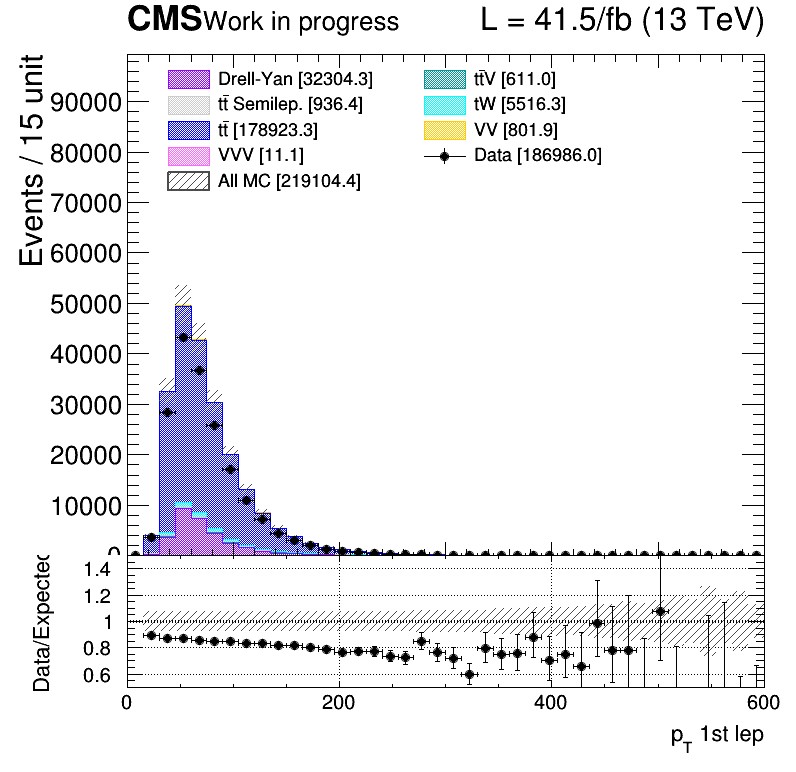 CMS Work in progress L = 41.5/fb (13 TeV)
Events / 15 unit
Drell-Yan [32304.3] tt̄V [611.0]
tt̄ Semilep. [936.4] tW [5516.3]
tt̄ [178923.3] VV [801.9]
VVV [11.1] Data [186986.0]
All MC [219104.4]
90000
80000
70000
60000
50000
40000
30000
20000
10000
0
Data/Expected
1.4
1.2
1
0.8
0.6
0 200 400 600
p_T 1st lep